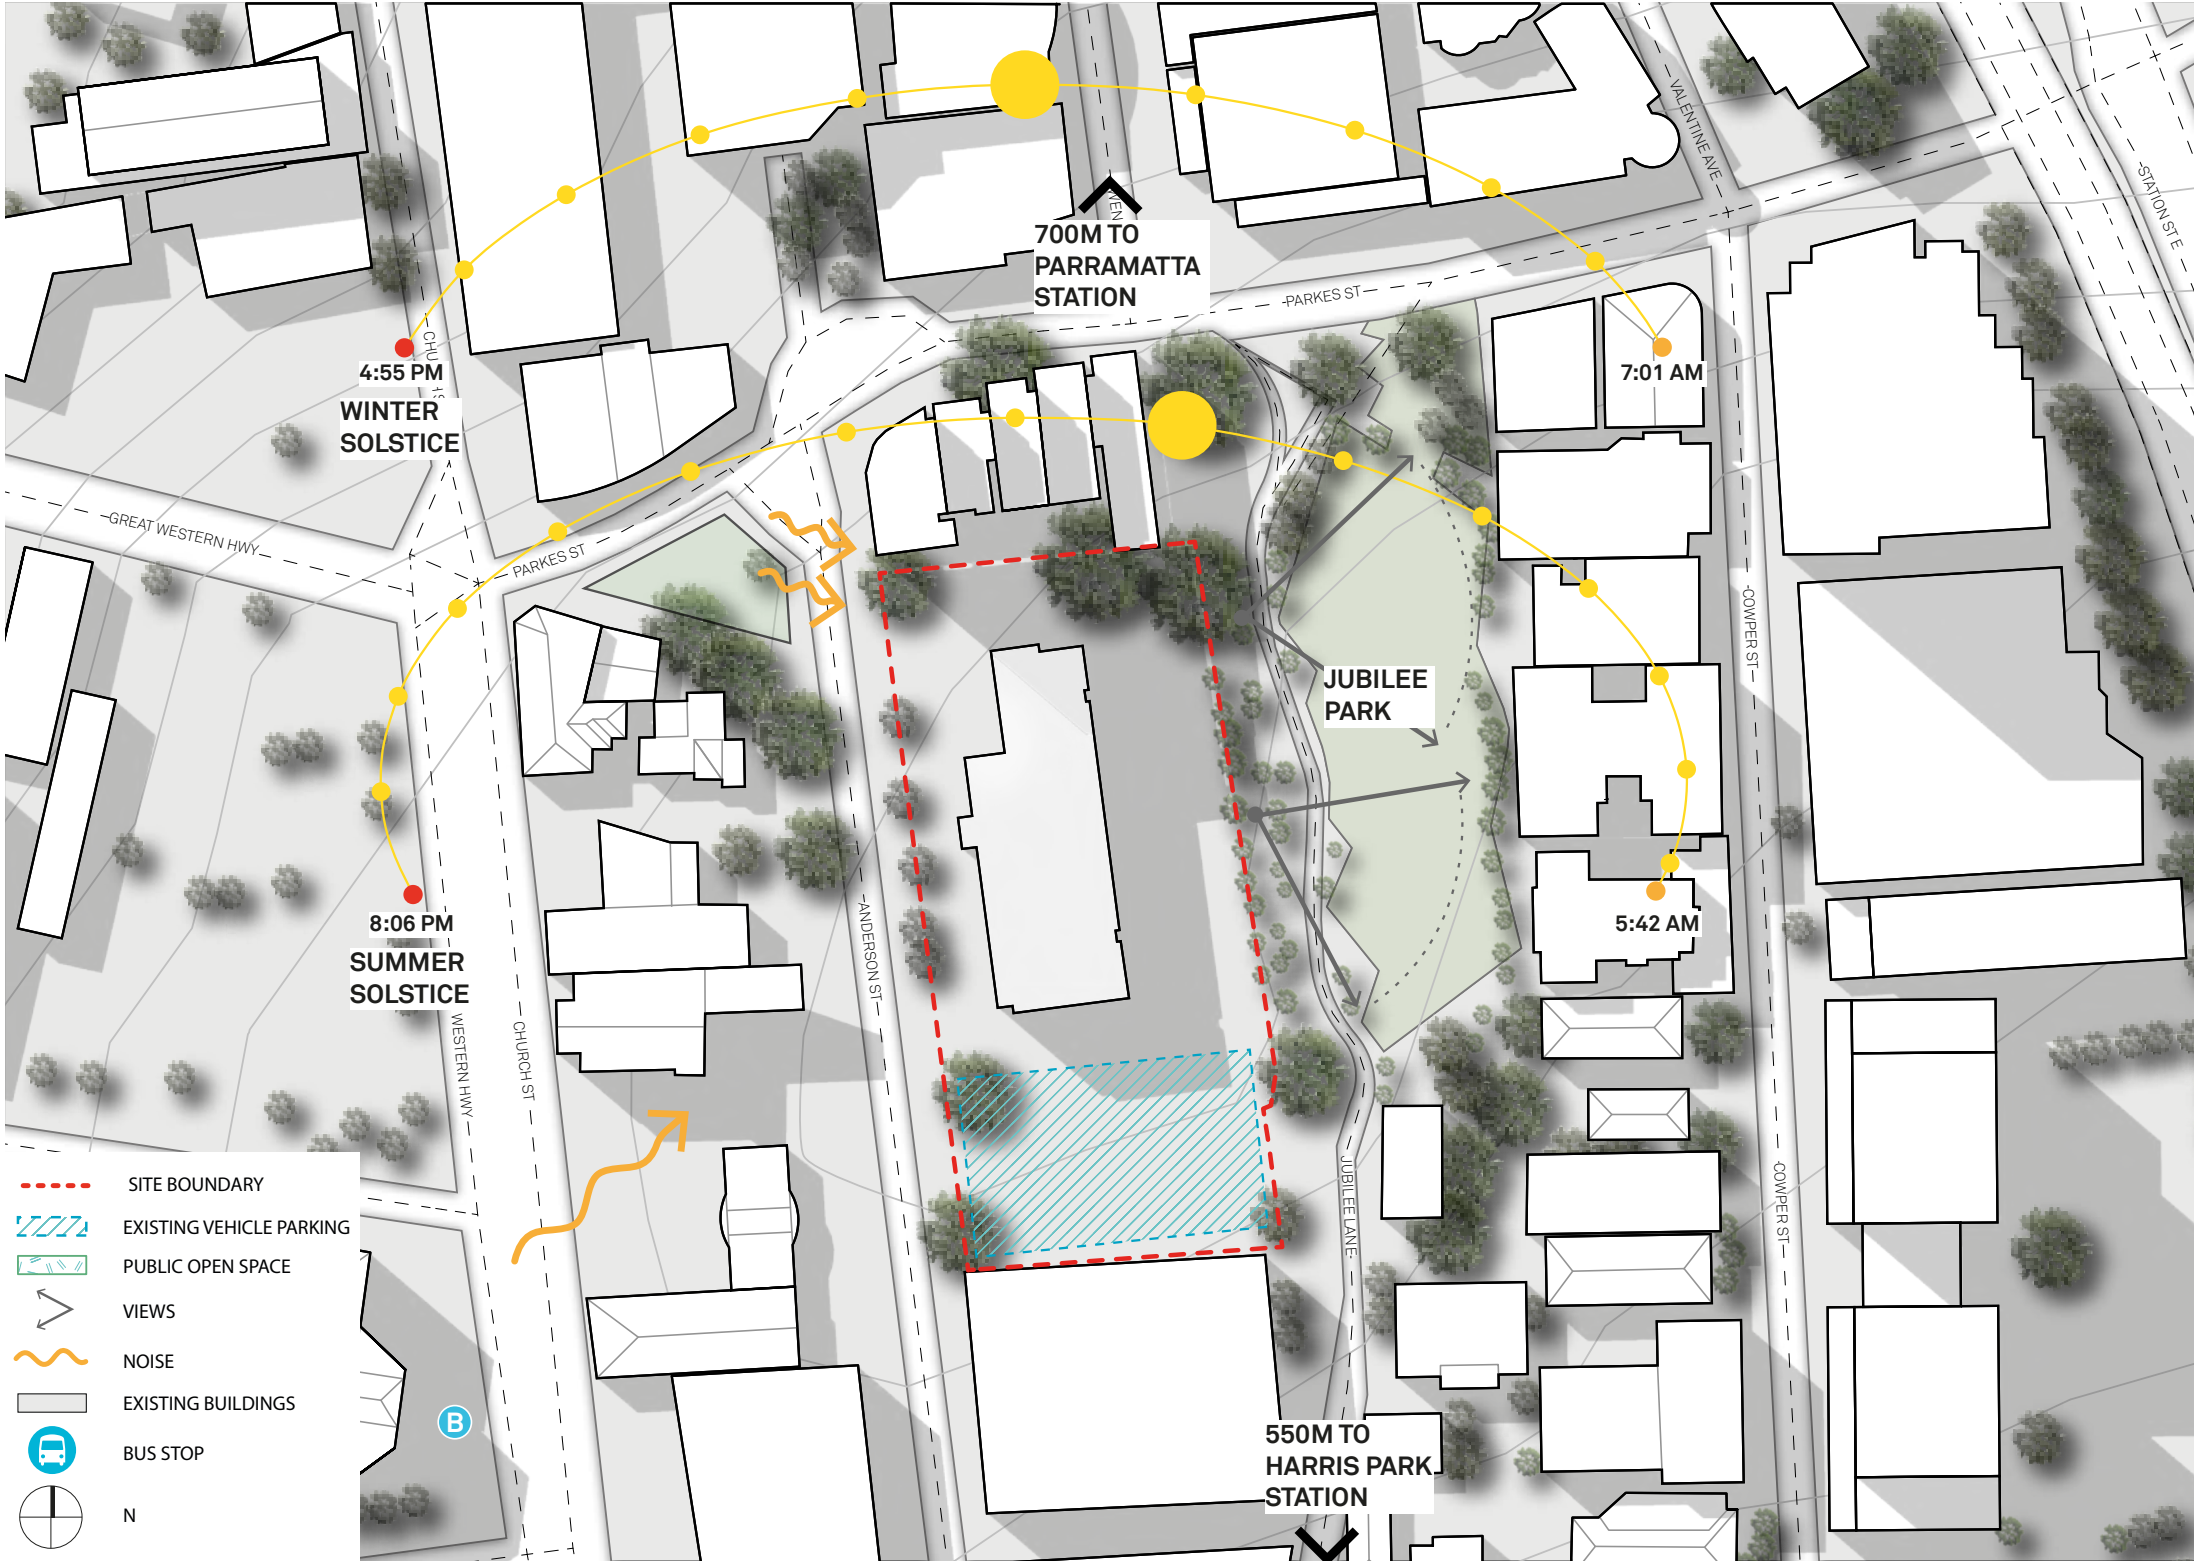 VALENTINE AVE
STATION ST E
WEN
700M TO
PARRAMATTA
STATION
PARKES ST
4:55 PM
WINTER
SOLSTICE
7:01 AM
GREAT WESTERN HWY
PARKES ST
COWPER ST
JUBILEE
PARK
8:06 PM
SUMMER
SOLSTICE
5:42 AM
ANDERSON ST
WESTERN HWY
CHURCH ST
JUBILEE LANE
COWPER ST
SITE BOUNDARY
EXISTING VEHICLE PARKING
PUBLIC OPEN SPACE
VIEWS
NOISE
EXISTING BUILDINGS
B
BUS STOP
N
550M TO
HARRIS PARK
STATION